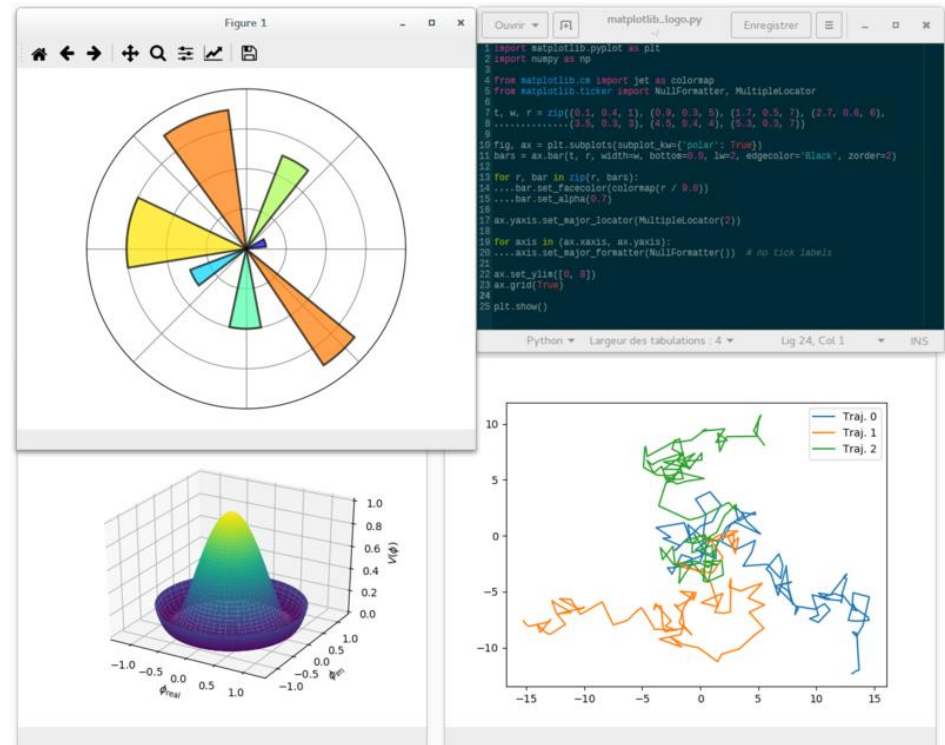 Figure 1
Ouvrir
matplotlib_logo.py
~/
Enregistrer
1 import matplotlib.pyplot as plt
2 import numpy as np
3
4 from matplotlib.cm import jet as colormap
5 from matplotlib.ticker import NullFormatter, MultipleLocator
6
7 t, w, r = zip((0.1, 0.4, 1), (0.9, 0.3, 5), (1.7, 0.5, 7), (2.7, 0.6, 6),
8 ..............(3.5, 0.3, 3), (4.5, 0.4, 4), (5.3, 0.3, 7))
9
10 fig, ax = plt.subplots(subplot_kw={'polar': True})
11 bars = ax.bar(t, r, width=w, bottom=0.0, lw=2, edgecolor='Black', zorder=2)
12
13 for r, bar in zip(r, bars):
14 ....bar.set_facecolor(colormap(r / 9.0))
15 ....bar.set_alpha(0.7)
16
17 ax.yaxis.set_major_locator(MultipleLocator(2))
18
19 for axis in (ax.xaxis, ax.yaxis):
20 ....axis.set_major_formatter(NullFormatter())  # no tick labels
21
22 ax.set_ylim([0, 8])
23 ax.grid(True)
24
25 plt.show()
Python Largeur des tabulations : 4 Lig 24, Col 1 INS
1.0
0.8
0.6
0.4
0.2
0.0
V(ϕ)
−1.0 −0.5 0.0 0.5 1.0
ϕreal
−1.0 −0.5 0.0 0.5 1.0
ϕim
Traj. 0
Traj. 1
Traj. 2
10
5
0
−5
−10
−15 −10 −5 0 5 10 15